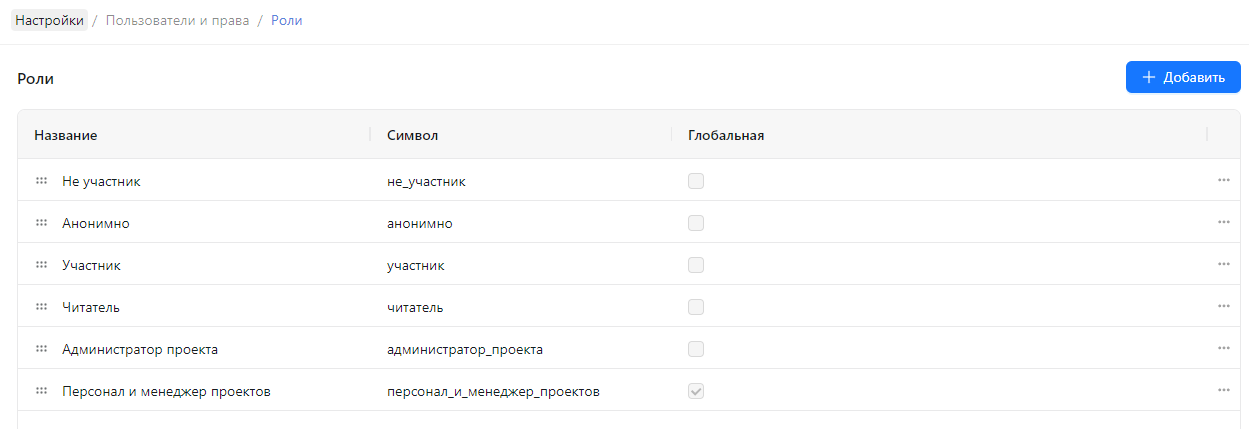 Настройки / Пользователи и права / Роли
Роли
Добавить
Название Символ Глобальная
Не участник не_участник
Анонимно анонимно
Участник участник
Читатель читатель
Администратор проекта администратор_проекта
Персонал и менеджер проектов персонал_и_менеджер_проектов